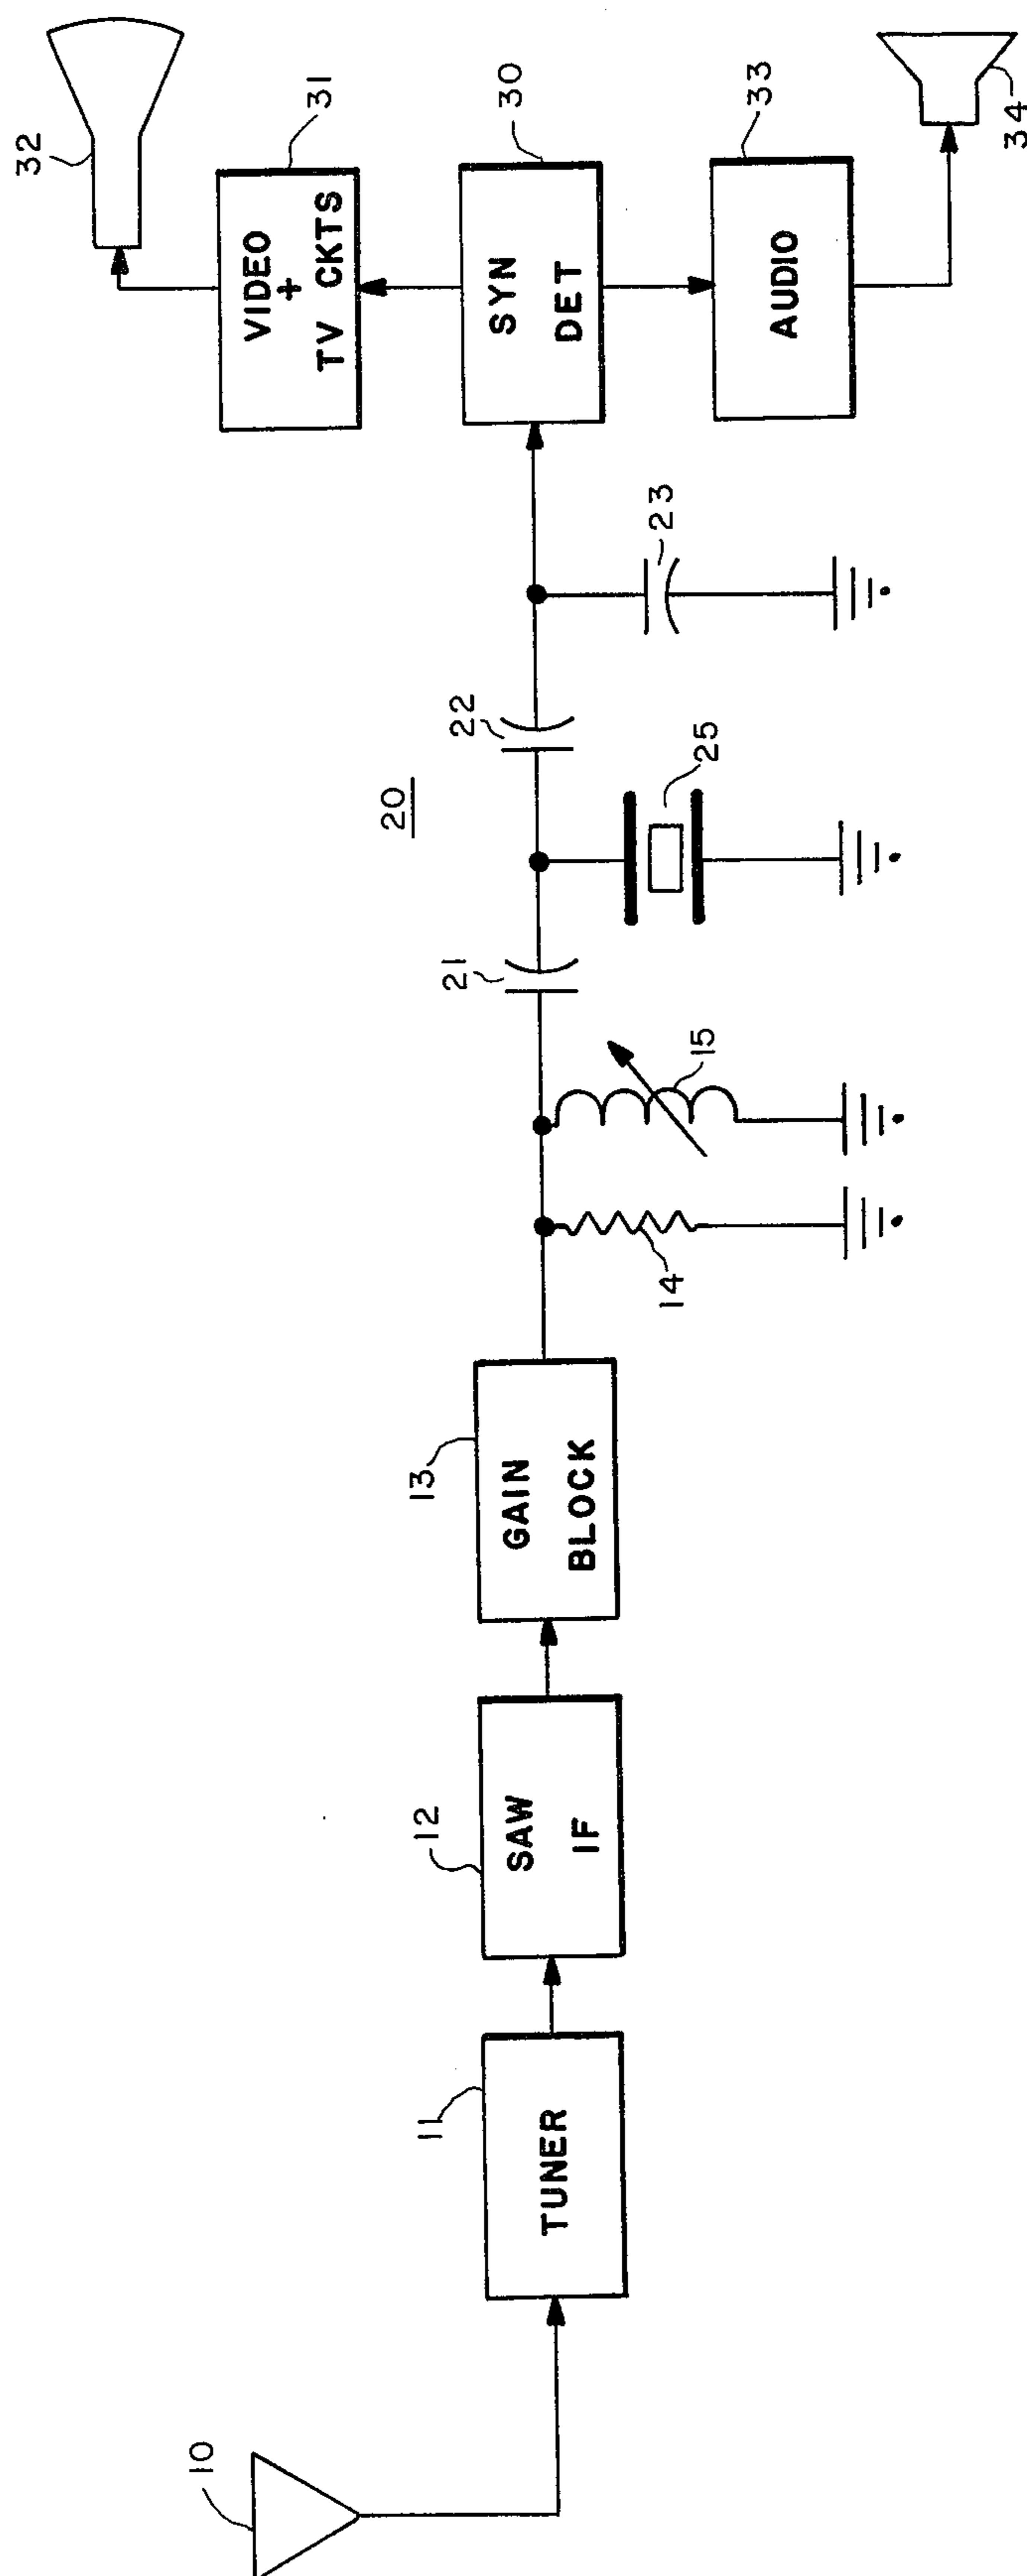 10
11
TUNER
12
SAW
IF
13
GAIN
BLOCK
14
15
21
20
25
22
23
30
SYN
DET
31
VIDEO
+
TV CKTS
32
33
AUDIO
34